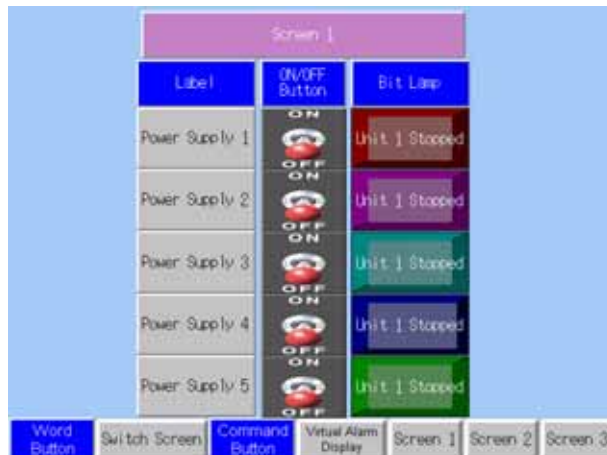 Screen 1
Label
ON/OFF
Button
Bit Lamp
ON
Power Supply 1
Unit 1 Stopped
OFF
ON
Power Supply 2
Unit 1 Stopped
OFF
ON
Power Supply 3
Unit 1 Stopped
OFF
ON
Power Supply 4
Unit 1 Stopped
OFF
ON
Power Supply 5
Unit 1 Stopped
OFF
Word
Button
Switch Screen
Command
Button
Virtual Alarm
Display
Screen 1
Screen 2
Screen 3